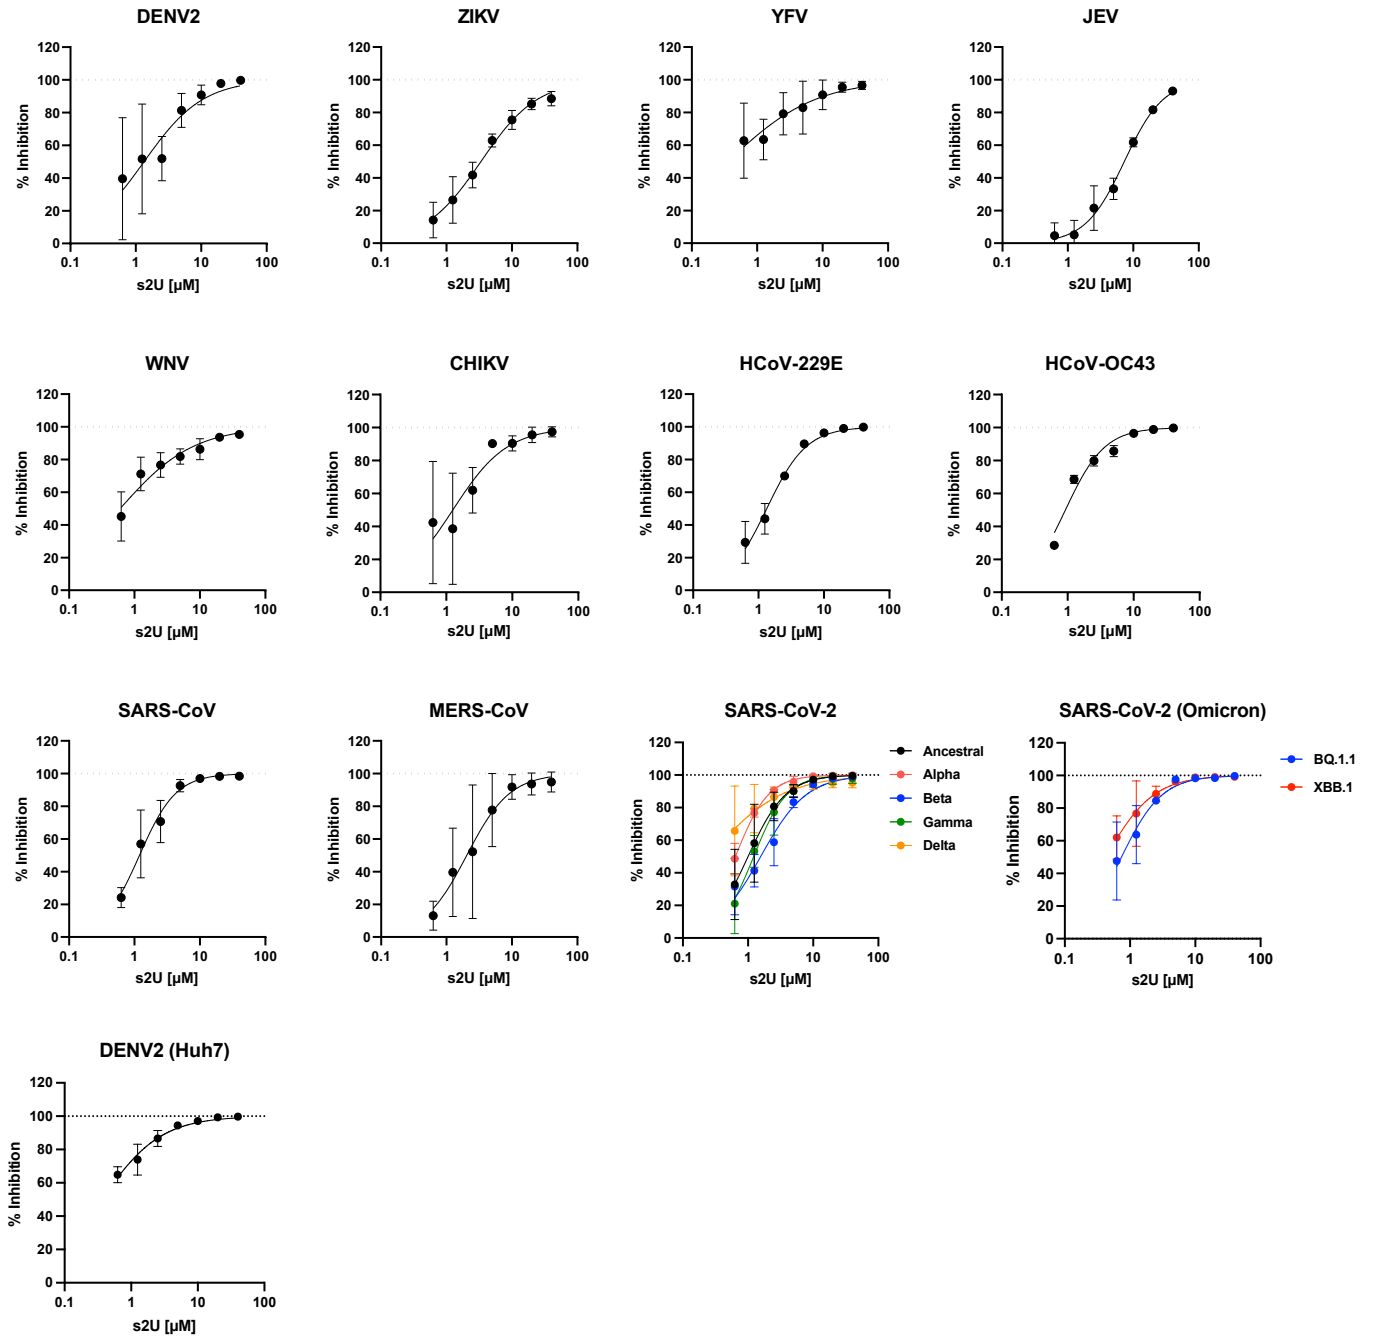 DENV2
ZIKV
YFV
JEV
120
100
80
60
40
20
0
% Inhibition
0.1 1 10 100
s2U [µM]
120
100
80
60
40
20
0
% Inhibition
0.1 1 10 100
s2U [µM]
120
100
80
60
40
20
0
% Inhibition
0.1 1 10 100
s2U [µM]
120
100
80
60
40
20
0
% Inhibition
0.1 1 10 100
s2U [µM]
WNV
CHIKV
HCoV-229E
HCoV-OC43
120
100
80
60
40
20
0
% Inhibition
0.1 1 10 100
s2U [µM]
120
100
80
60
40
20
0
% Inhibition
0.1 1 10 100
s2U [µM]
120
100
80
60
40
20
0
% Inhibition
0.1 1 10 100
s2U [µM]
120
100
80
60
40
20
0
% Inhibition
0.1 1 10 100
s2U [µM]
SARS-CoV
MERS-CoV
SARS-CoV-2
SARS-CoV-2 (Omicron)
120
100
80
60
40
20
0
% Inhibition
0.1 1 10 100
s2U [µM]
120
100
80
60
40
20
0
% Inhibition
0.1 1 10 100
s2U [µM]
120
100
80
60
40
20
0
% Inhibition
0.1 1 10 100
s2U [µM]
Ancestral
Alpha
Beta
Gamma
Delta
120
100
80
60
40
20
0
% Inhibition
0.1 1 10 100
s2U [µM]
BQ.1.1
XBB.1
DENV2 (Huh7)
120
100
80
60
40
20
0
% Inhibition
0.1 1 10 100
s2U [µM]